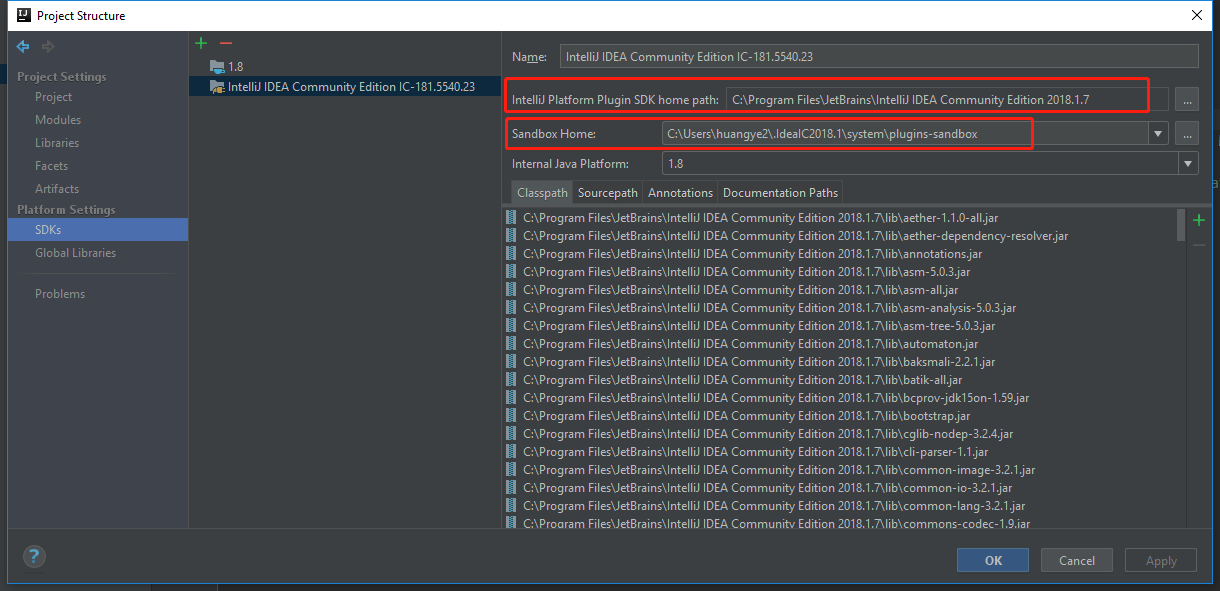 Project Structure
Project Settings
Project
Modules
Libraries
Facets
Artifacts
Platform Settings
SDKs
Global Libraries
Problems
1.8
IntelliJ IDEA Community Edition IC-181.5540.23
Name: IntelliJ IDEA Community Edition IC-181.5540.23
IntelliJ Platform Plugin SDK home path: C:\Program Files\JetBrains\IntelliJ IDEA Community Edition 2018.1.7
Sandbox Home: C:\Users\huangye2\.IdeaIC2018.1\system\plugins-sandbox
Internal Java Platform: 1.8
Classpath Sourcepath Annotations Documentation Paths
C:\Program Files\JetBrains\IntelliJ IDEA Community Edition 2018.1.7\lib\aether-1.1.0-all.jar
C:\Program Files\JetBrains\IntelliJ IDEA Community Edition 2018.1.7\lib\aether-dependency-resolver.jar
C:\Program Files\JetBrains\IntelliJ IDEA Community Edition 2018.1.7\lib\annotations.jar
C:\Program Files\JetBrains\IntelliJ IDEA Community Edition 2018.1.7\lib\asm-5.0.3.jar
C:\Program Files\JetBrains\IntelliJ IDEA Community Edition 2018.1.7\lib\asm-all.jar
C:\Program Files\JetBrains\IntelliJ IDEA Community Edition 2018.1.7\lib\asm-analysis-5.0.3.jar
C:\Program Files\JetBrains\IntelliJ IDEA Community Edition 2018.1.7\lib\asm-tree-5.0.3.jar
C:\Program Files\JetBrains\IntelliJ IDEA Community Edition 2018.1.7\lib\automaton.jar
C:\Program Files\JetBrains\IntelliJ IDEA Community Edition 2018.1.7\lib\baksmali-2.2.1.jar
C:\Program Files\JetBrains\IntelliJ IDEA Community Edition 2018.1.7\lib\batik-all.jar
C:\Program Files\JetBrains\IntelliJ IDEA Community Edition 2018.1.7\lib\bcprov-jdk15on-1.59.jar
C:\Program Files\JetBrains\IntelliJ IDEA Community Edition 2018.1.7\lib\bootstrap.jar
C:\Program Files\JetBrains\IntelliJ IDEA Community Edition 2018.1.7\lib\cglib-nodep-3.2.4.jar
C:\Program Files\JetBrains\IntelliJ IDEA Community Edition 2018.1.7\lib\cli-parser-1.1.jar
C:\Program Files\JetBrains\IntelliJ IDEA Community Edition 2018.1.7\lib\common-image-3.2.1.jar
C:\Program Files\JetBrains\IntelliJ IDEA Community Edition 2018.1.7\lib\common-io-3.2.1.jar
C:\Program Files\JetBrains\IntelliJ IDEA Community Edition 2018.1.7\lib\common-lang-3.2.1.jar
C:\Program Files\JetBrains\IntelliJ IDEA Community Edition 2018.1.7\lib\commons-codec-1.9.jar
OK Cancel Apply